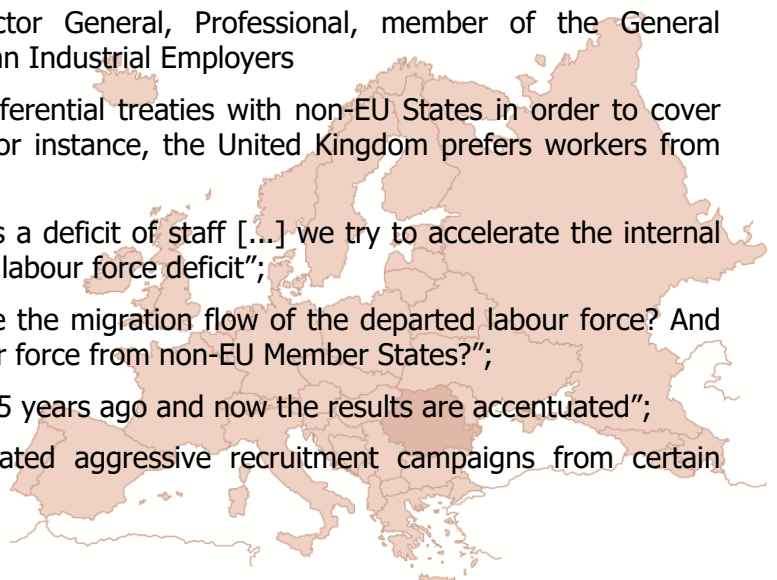 ctor General, Professional, member of the General
an Industrial Employers
ferential treaties with non-EU States in order to cover
or instance, the United Kingdom prefers workers from
s a deficit of staff [...] we try to accelerate the internal
labour force deficit”;
e the migration flow of the departed labour force? And
r force from non-EU Member States?”;
5 years ago and now the results are accentuated”;
ated aggressive recruitment campaigns from certain